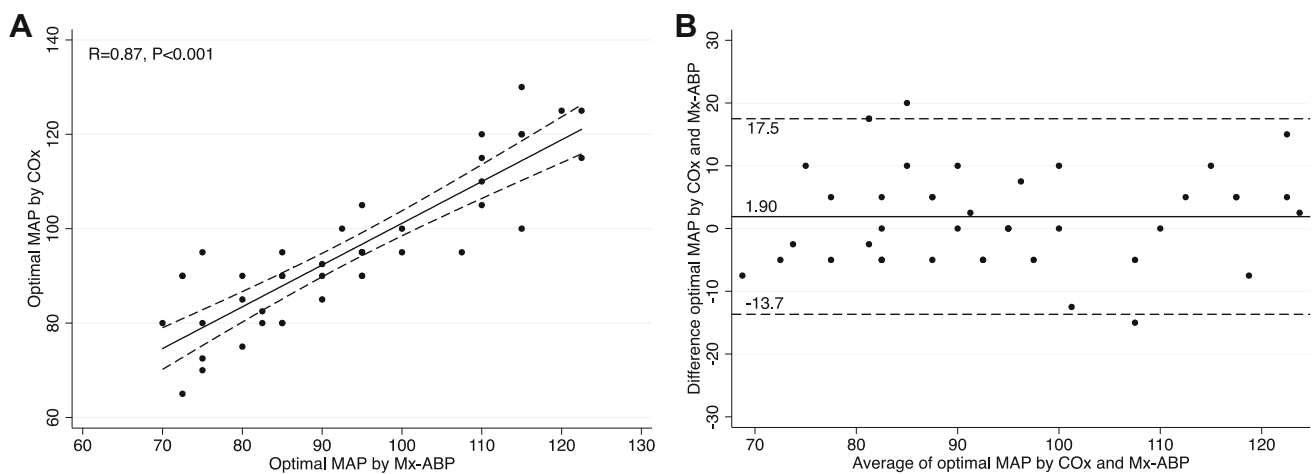 A
Optimal MAP by COx
140
120
100
80
60
R=0.87, P<0.001
60 70 80 90 100 110 120 130
Optimal MAP by Mx-ABP
B
Difference optimal MAP by COx and Mx-ABP
30
20
10
0
-10
-20
-30
17.5
1.90
-13.7
70 80 90 100 110 120
Average of optimal MAP by COx and Mx-ABP